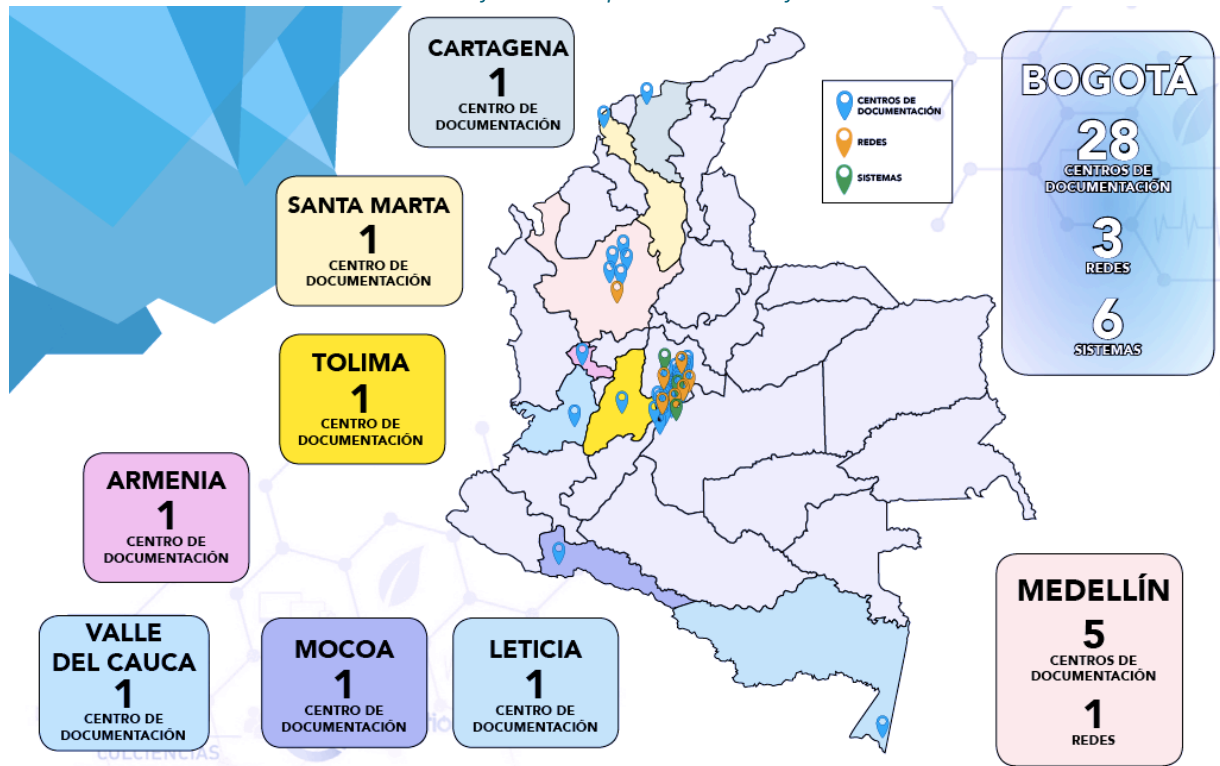 CARTAGENA
1
CENTRO DE
DOCUMENTACIÓN
CENTROS DE
DOCUMENTACIÓN
REDES
SISTEMAS
BOGOTÁ
28
CENTROS DE
DOCUMENTACIÓN
3
REDES
6
SISTEMAS
SANTA MARTA
1
CENTRO DE
DOCUMENTACIÓN
TOLIMA
1
CENTRO DE
DOCUMENTACIÓN
ARMENIA
1
CENTRO DE
DOCUMENTACIÓN
VALLE
DEL CAUCA
1
CENTRO DE
DOCUMENTACIÓN
MOCOA
1
CENTRO DE
DOCUMENTACIÓN
LETICIA
1
CENTRO DE
DOCUMENTACIÓN
MEDELLÍN
5
CENTROS DE
DOCUMENTACIÓN
1
REDES
COLCIENCIAS